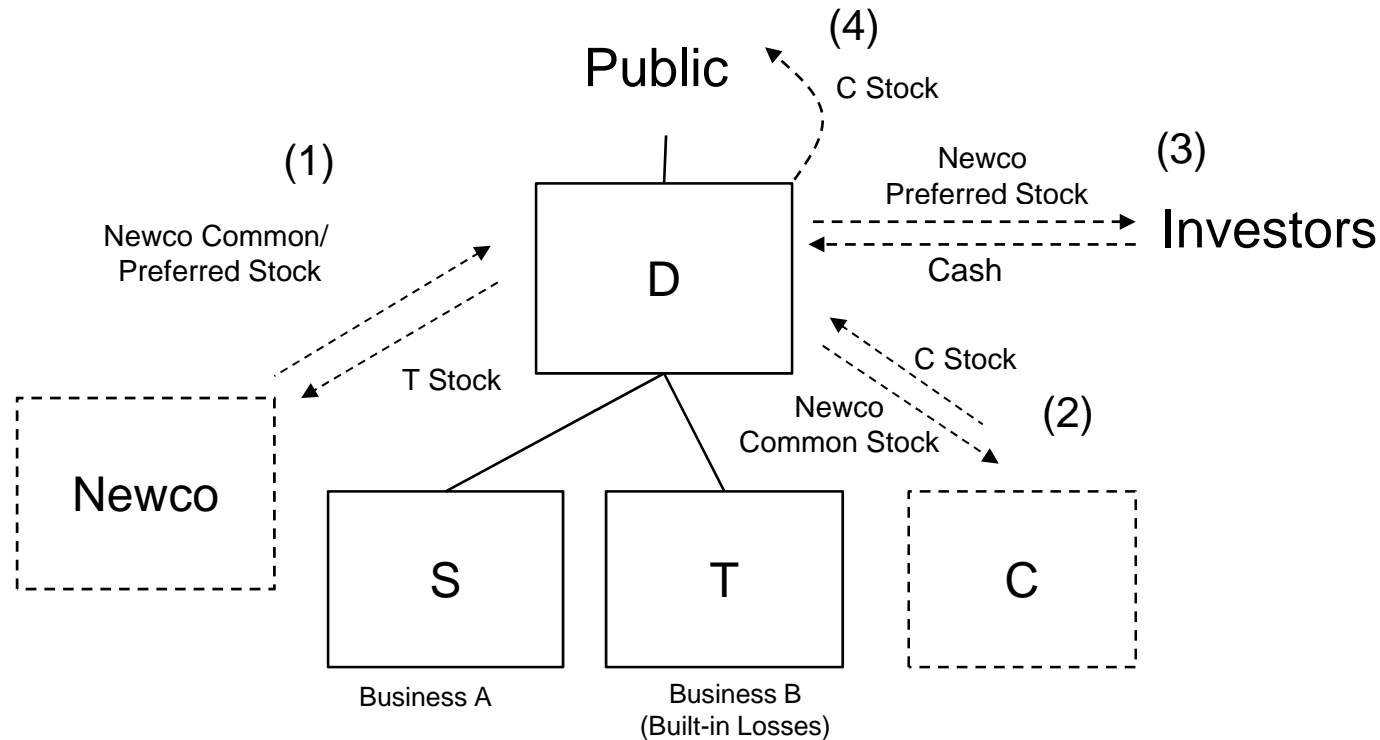 (4)
Public
C Stock
(1)
Newco
Preferred Stock
(3)
Investors
Cash
Newco Common/
Preferred Stock
D
T Stock
C Stock
Newco
Common Stock
(2)
Newco
S
T
C
Business A
Business B
(Built-in Losses)